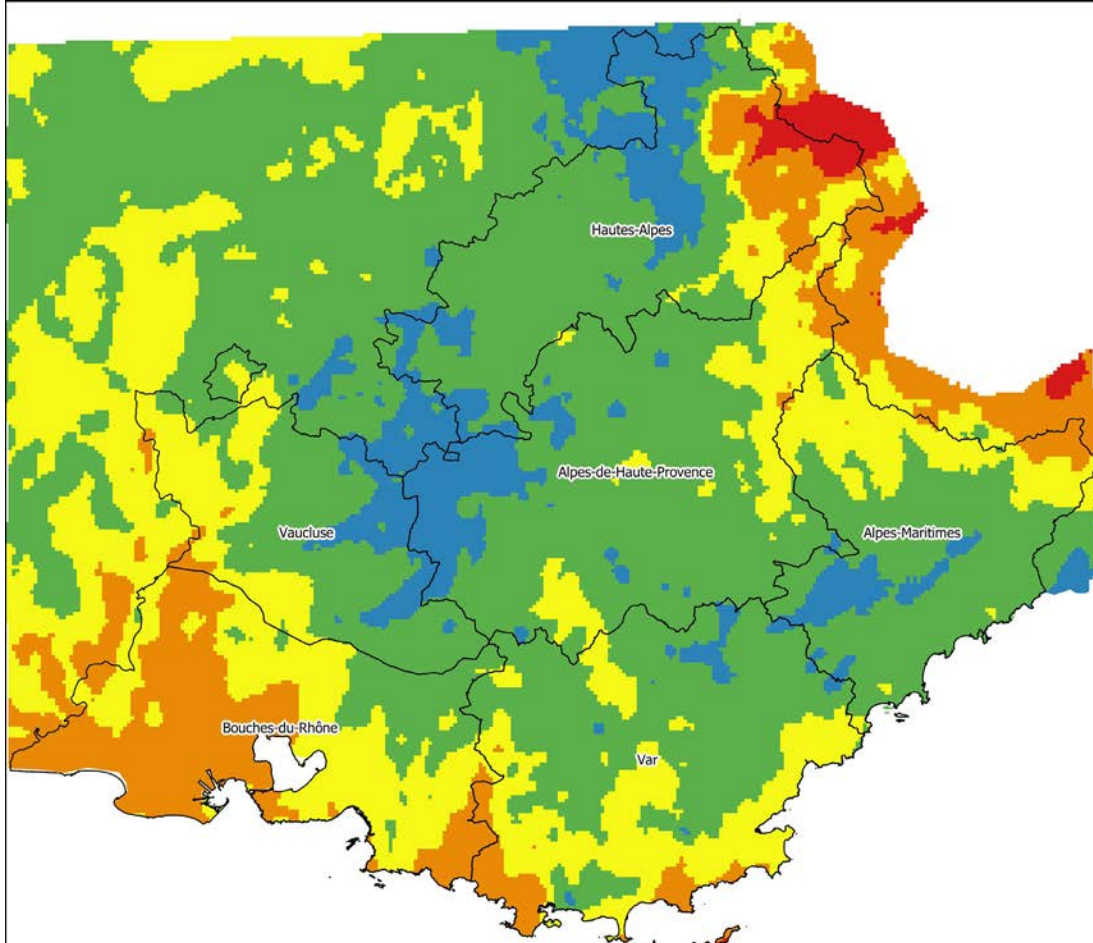 Hautes-Alpes
Alpes-de-Haute-Provence
Vaucluse
Alpes-Maritimes
Bouches-du-Rhône
Var